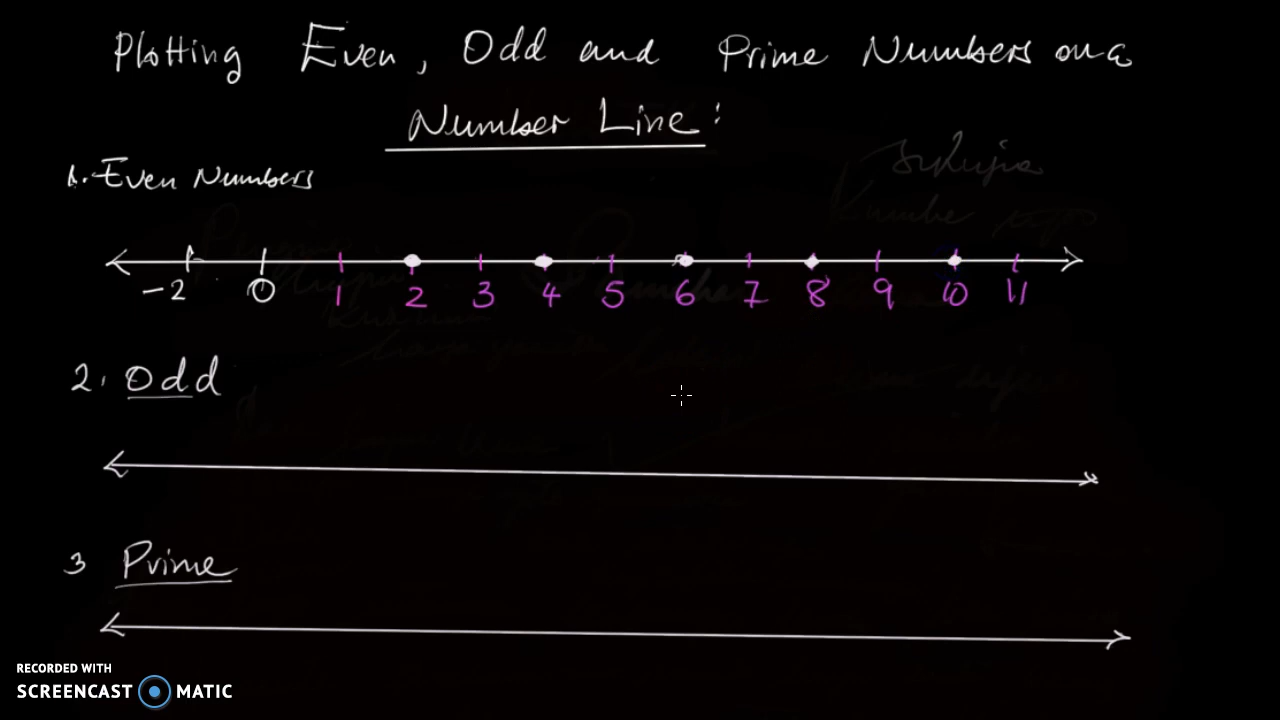 Plotting Even, Odd and Prime Numbers on a
Number Line:
1. Even Numbers
-2 0 1 2 3 4 5 6 7 8 9 10 11
2. Odd
3 Prime
RECORDED WITH
SCREENCAST MATIC